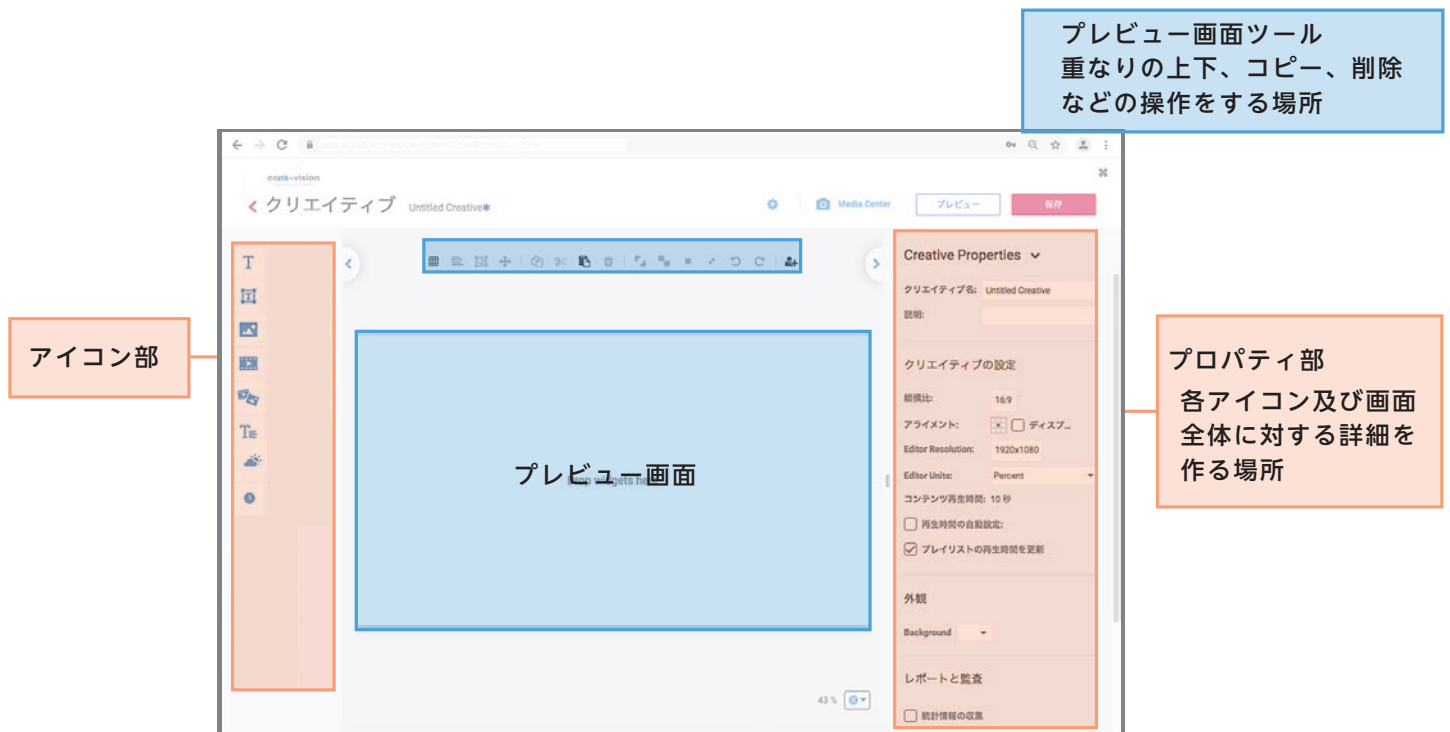 プレビュー画面ツール
重なりの上下、コピー、削除
などの操作をする場所
com-vision
クリエイティブ Untitled Creative*
Media Center
プレビュー
保存
アイコン部
T
T
T
プレビュー画面
43 %
Creative Properties
クリエイティブ名: Untitled Creative
説明:
クリエイティブの設定
縦横比: 16:9
アライメント: ディスプ...
Editor Resolution: 1920x1080
Editor Units: Percent
コンテンツ再生時間: 10 秒
再生時間の自動設定:
プレイリストの再生時間を更新
外観
Background
レポートと監査
統計情報の収集
プロパティ部
各アイコン及び画面
全体に対する詳細を
作る場所